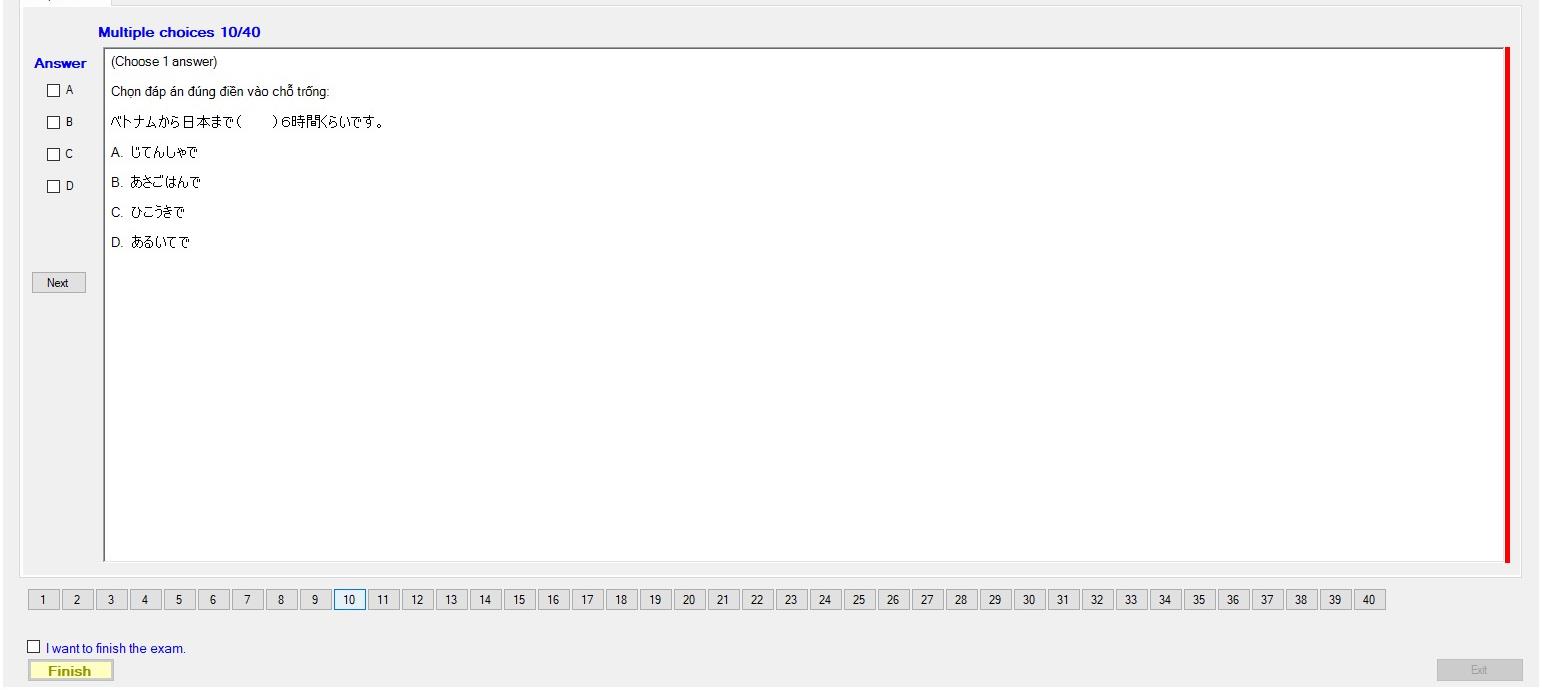 Multiple choices 10/40
Answer
A
B
C
D
Next
(Choose 1 answer)
Chọn đáp án đúng điền vào chỗ trống:
ベトナムから日本まで(　　)6時間くらいです。
A. じてんしゃで
B. あさごはんで
C. ひこうきで
D. あるいてで
1 2 3 4 5 6 7 8 9 10 11 12 13 14 15 16 17 18 19 20 21 22 23 24 25 26 27 28 29 30 31 32 33 34 35 36 37 38 39 40
I want to finish the exam.
Finish
Exit